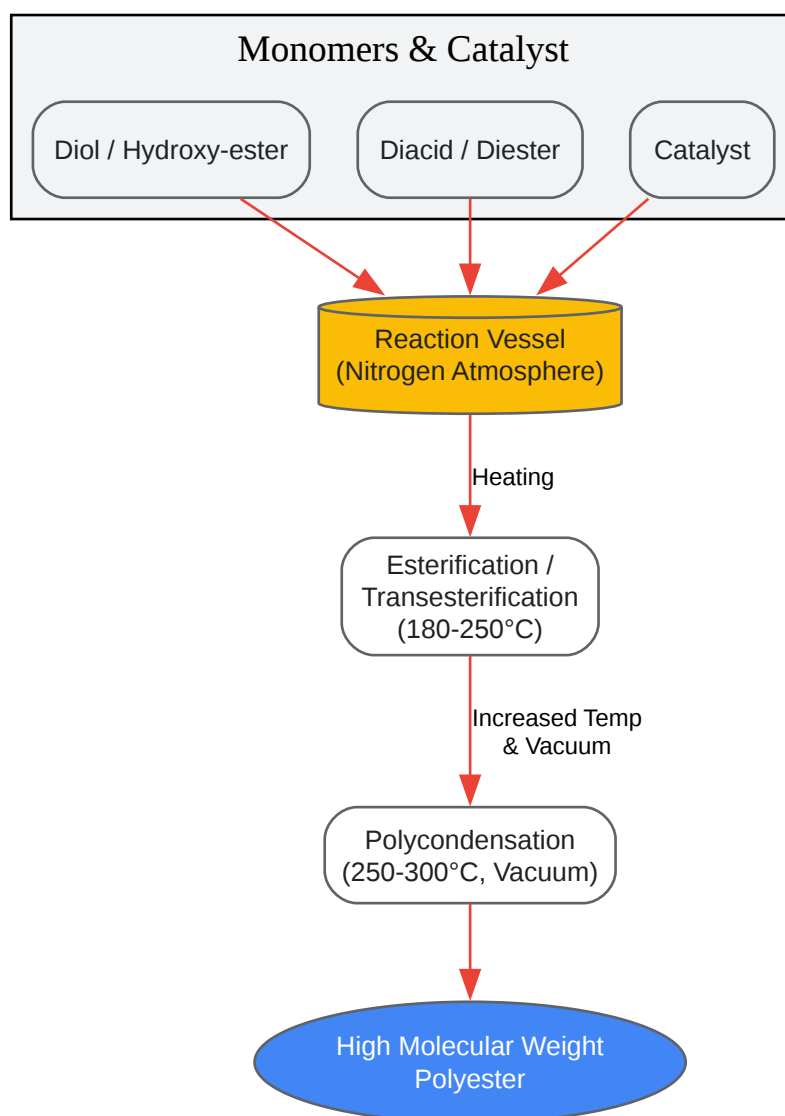 Monomers & Catalyst
Diol / Hydroxy-ester
Diacid / Diester
Catalyst
Reaction Vessel
(Nitrogen Atmosphere)
Heating
Esterification /
Transesterification
(180-250°C)
Increased Temp
& Vacuum
Polycondensation
(250-300°C, Vacuum)
High Molecular Weight
Polyester